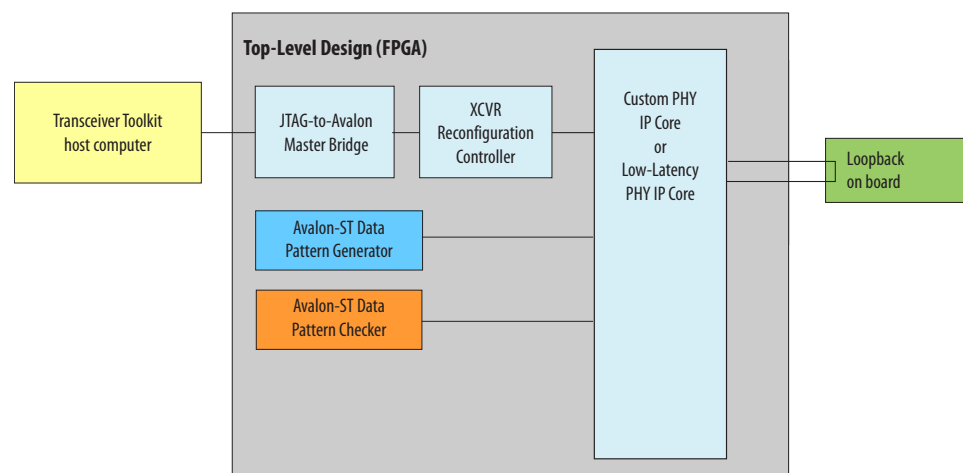 Top-Level Design (FPGA)
Transceiver Toolkit
host computer
JTAG-to-Avalon
Master Bridge
XCVR
Reconfiguration
Controller
Custom PHY
IP Core
or
Low-Latency
PHY IP Core
Loopback
on board
Avalon-ST Data
Pattern Generator
Avalon-ST Data
Pattern Checker